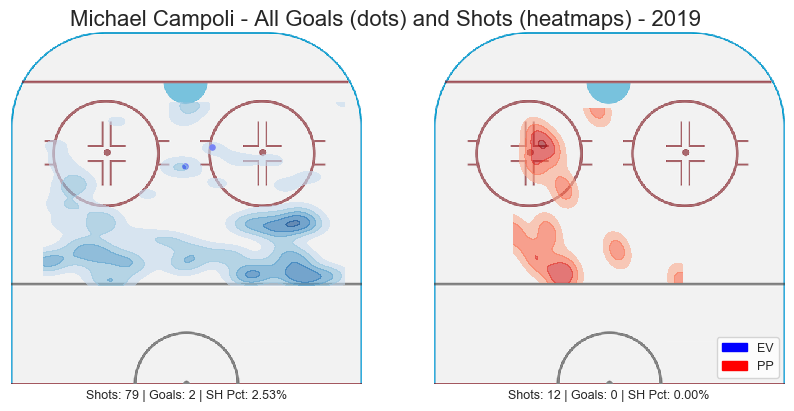 Michael Campoli - All Goals (dots) and Shots (heatmaps) - 2019
EV
PP
Shots: 79 | Goals: 2 | SH Pct: 2.53%
Shots: 12 | Goals: 0 | SH Pct: 0.00%